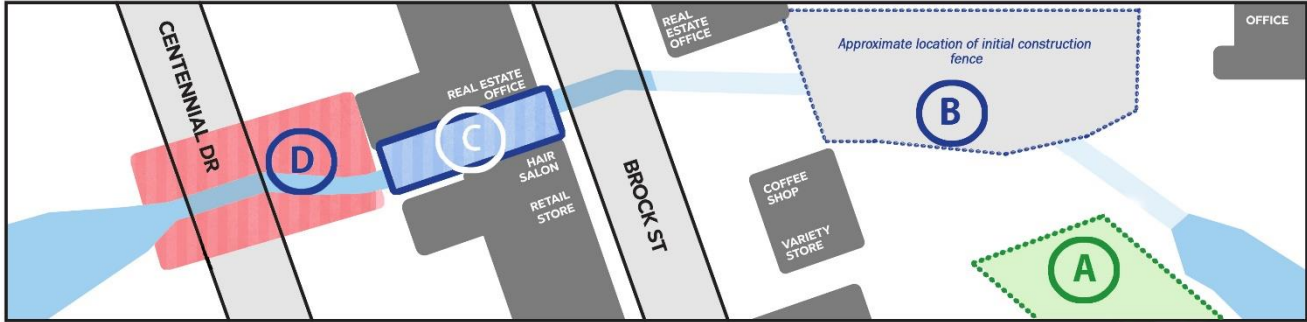 CENTENNIAL DR
D
REAL ESTATE
OFFICE
C
HAIR
SALON
RETAIL
STORE
BROCK ST
REAL
ESTATE
OFFICE
COFFEE
SHOP
VARIETY
STORE
Approximate location of initial construction
fence
B
A
OFFICE